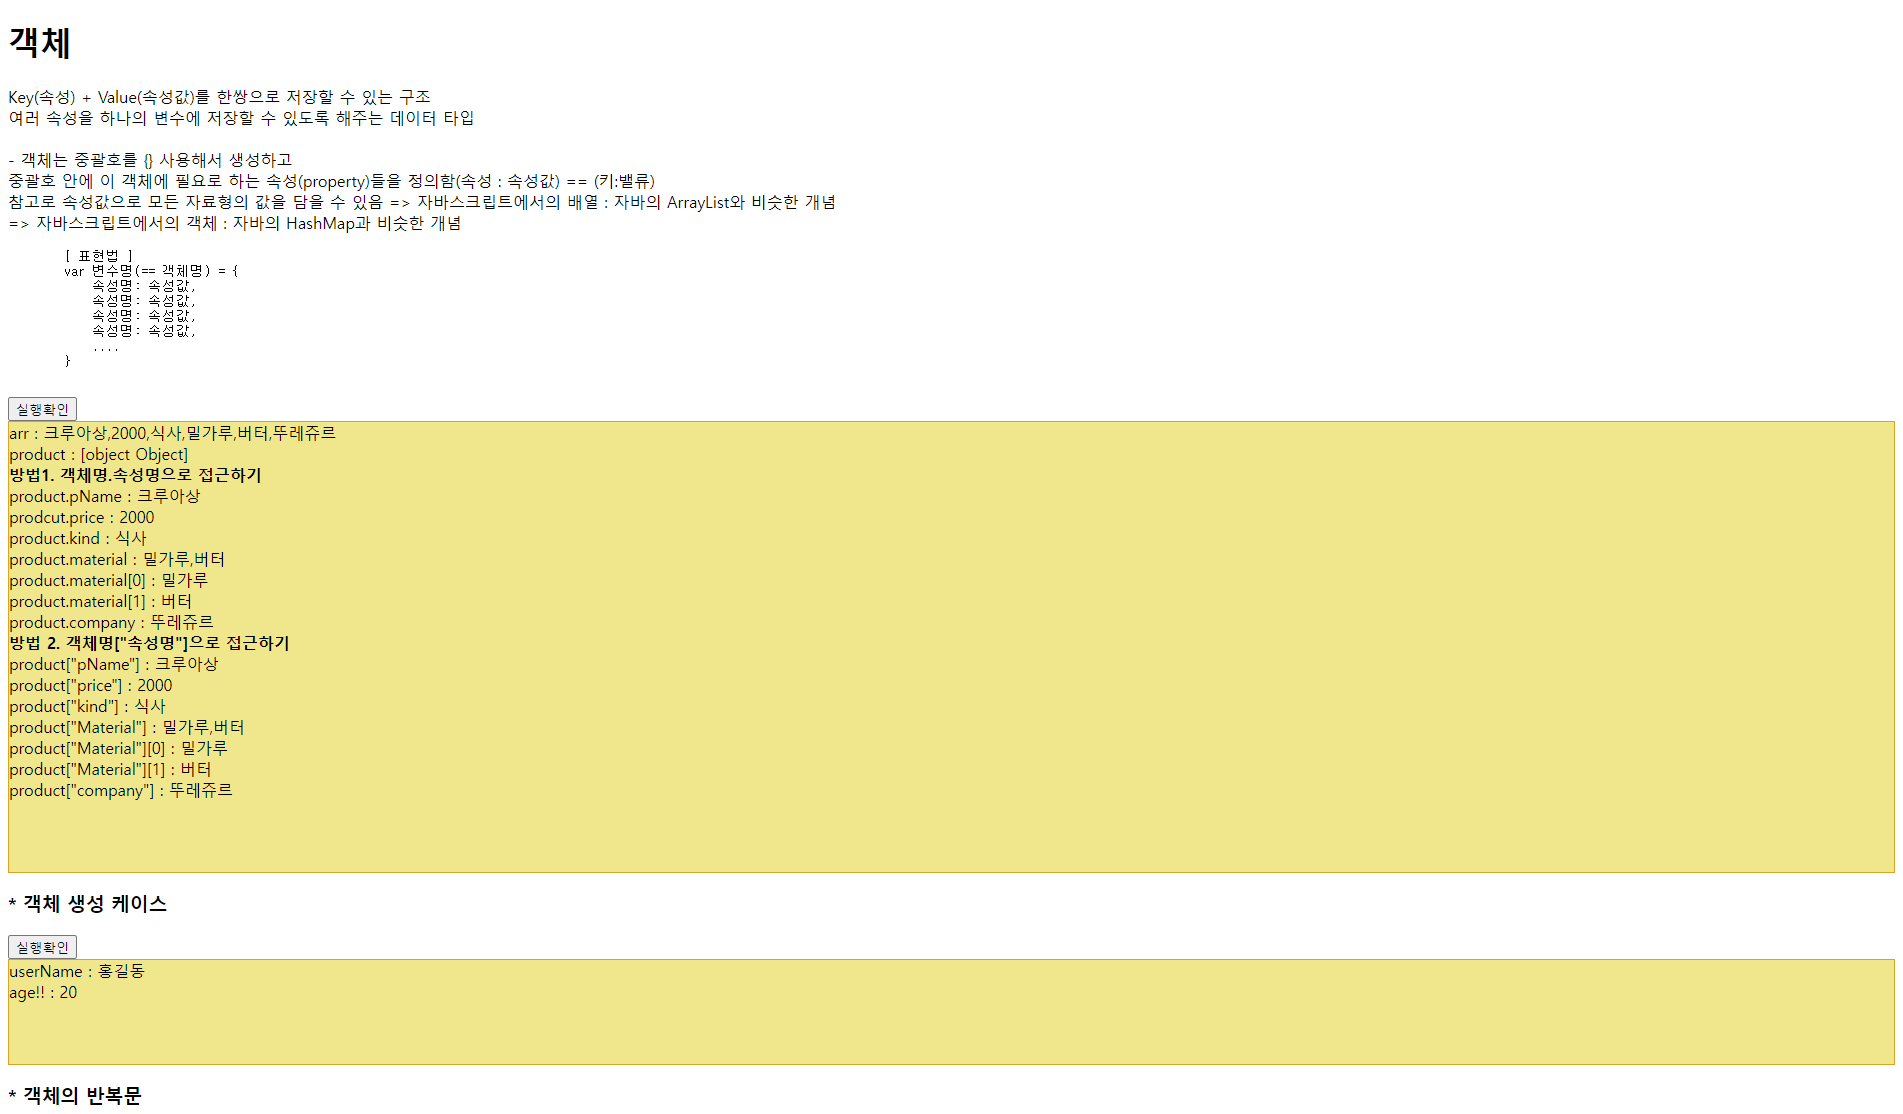 객체
Key(속성) + Value(속성값)를 한쌍으로 저장할 수 있는 구조
여러 속성을 하나의 변수에 저장할 수 있도록 해주는 데이터 타입
- 객체는 중괄호를 {} 사용해서 생성하고
중괄호 안에 이 객체에 필요로 하는 속성(property)들을 정의함(속성 : 속성값) == (키:밸류)
참고로 속성값으로 모든 자료형의 값을 담을 수 있음 => 자바스크립트에서의 배열 : 자바의 ArrayList와 비슷한 개념
=> 자바스크립트에서의 객체 : 자바의 HashMap과 비슷한 개념
[ 표현법 ]
var 변수명(== 객체명) = {
속성명: 속성값,
속성명: 속성값,
속성명: 속성값,
속성명: 속성값,
....
}
실행확인
arr : 크루아상,2000,식사,밀가루,버터,뚜레쥬르
product : [object Object]
방법1. 객체명.속성명으로 접근하기
product.pName : 크루아상
prodcut.price : 2000
product.kind : 식사
product.material : 밀가루,버터
product.material[0] : 밀가루
product.material[1] : 버터
product.company : 뚜레쥬르
방법 2. 객체명["속성명"]으로 접근하기
product["pName"] : 크루아상
product["price"] : 2000
product["kind"] : 식사
product["Material"] : 밀가루,버터
product["Material"][0] : 밀가루
product["Material"][1] : 버터
product["company"] : 뚜레쥬르
* 객체 생성 케이스
실행확인
userName : 홍길동
age!! : 20
* 객체의 반복문